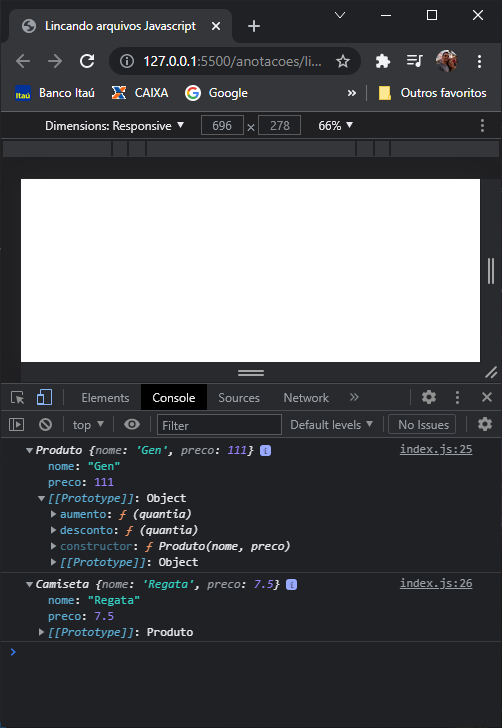 Lincando arquivos Javascript
127.0.0.1:5500/anotacoes/li...
Itaú Banco Itaú CAIXA G Google » Outros favoritos
Dimensions: Responsive ▼ 696 × 278 66% ▼
Elements Console Sources Network »
top ▼ Filter Default levels ▼ No Issues
▼Produto {nome: 'Gen', preco: 111} i index.js:25
nome: "Gen"
preco: 111
▼[[Prototype]]: Object
▶aumento: ƒ (quantia)
▶desconto: ƒ (quantia)
▶constructor: ƒ Produto(nome, preco)
▶[[Prototype]]: Object
▼Camiseta {nome: 'Regata', preco: 7.5} i index.js:26
nome: "Regata"
preco: 7.5
▶[[Prototype]]: Produto
>